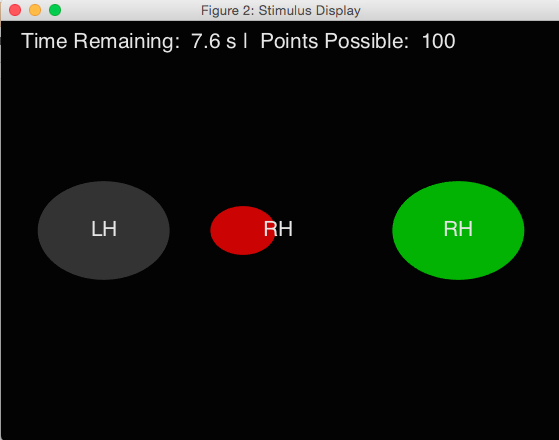 Figure 2: Stimulus Display
Time Remaining: 7.6 s | Points Possible: 100
LH RH RH